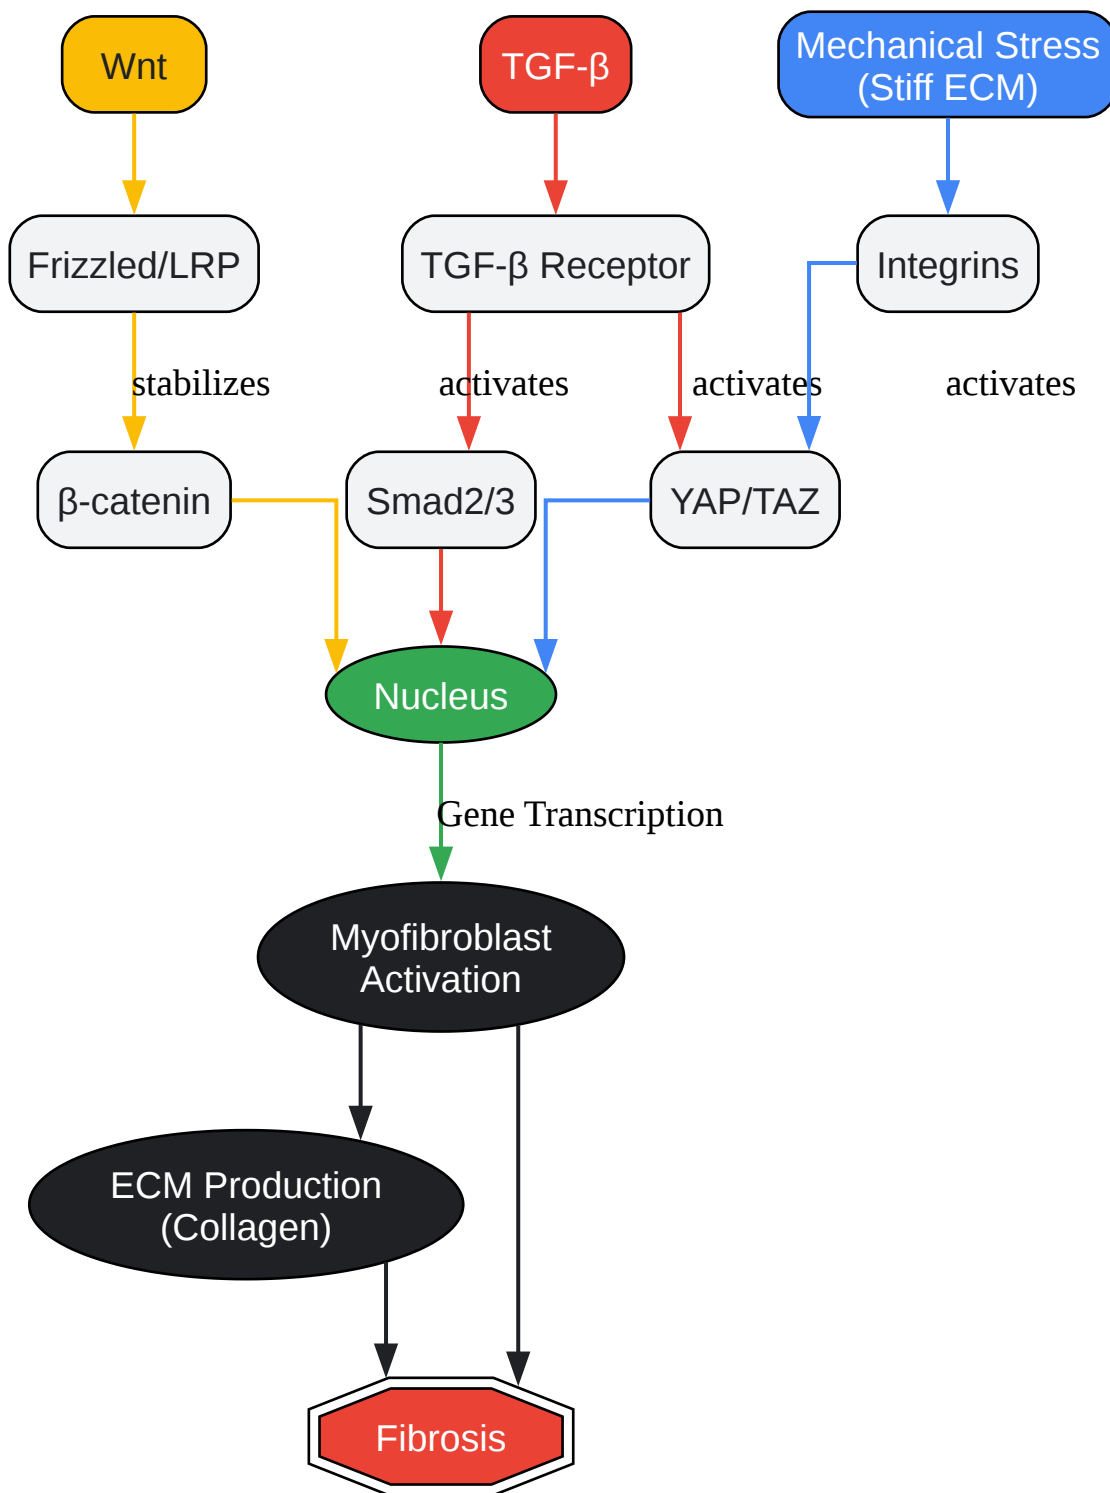 Wnt
TGF-β
Mechanical Stress
(Stiff ECM)
Frizzled/LRP
TGF-β Receptor
Integrins
stabilizes
activates
activates
activates
β-catenin
Smad2/3
YAP/TAZ
Nucleus
Gene Transcription
Myofibroblast
Activation
ECM Production
(Collagen)
Fibrosis